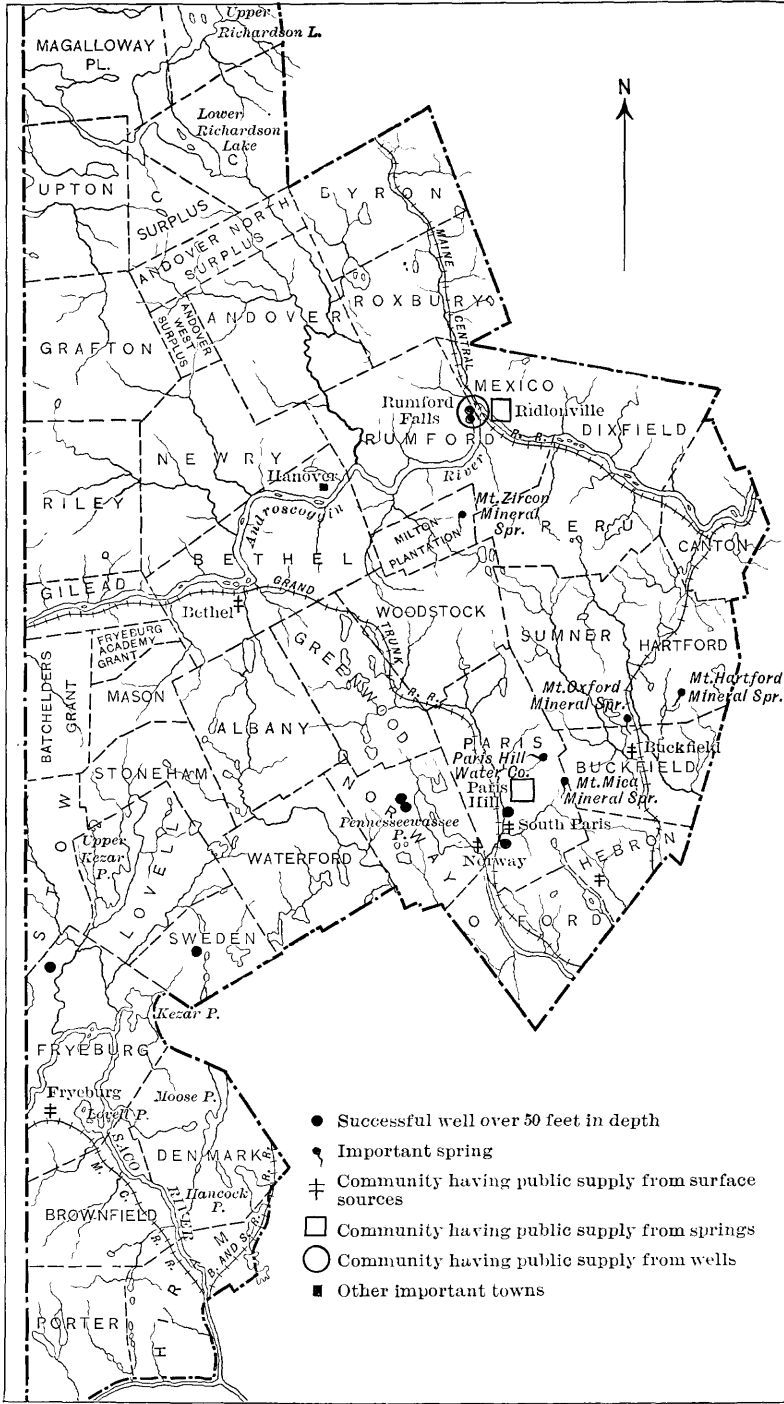 Upper
Richardson L.
MAGALLOWAY
PL.
N
Lower
Richardson
Lake
C
UPTON
C
SURPLUS
BYRON
ANDOVER NORTH
SURPLUS
MAINE
CENTRAL
ROXBURY
ANDOVER
WEST
SURPLUS
ANDOVER
GRAFTON
MEXICO
Rumford
Falls
Ridlonville
RUMFORD
R. R.
DIXFIELD
NEWRY
Hanover
River
Mt. Zircon
Mineral
Spr.
RILEY
Androscoggin
MILTON
PLANTATION
PERU
CANTON
BETHEL
GILEAD
GRAND
Bethel
TRUNK
R. R.
WOODSTOCK
SUMNER
HARTFORD
FRYEBURG
ACADEMY
GRANT
GREENWOOD
BATCHELDERS
GRANT
MASON
Mt. Hartford
Mineral Spr.
Mt. Oxford
Mineral Spr.
ALBANY
PARIS
Buckfield
BUCKFIELD
Paris Hill
Water Co.
Paris
Hill
Mt. Mica
Mineral Spr.
STONEHAM
NORWAY
Pennesseewassee
P.
South Paris
STOW
Upper
Kezar
P.
LOVELL
WATERFORD
Norway
HEBRON
OXFORD
SWEDEN
Kezar P.
FRYEBURG
Fryeburg
Lovell P.
Moose P.
SACO
RIVER
DENMARK
Hancock
P.
M. C.
R. R.
BROWNFIELD
B. AND S. R. R. R.
HIRAM
PORTER
Successful well over 50 feet in depth
Important spring
Community having public supply from surface
sources
Community having public supply from springs
Community having public supply from wells
Other important towns